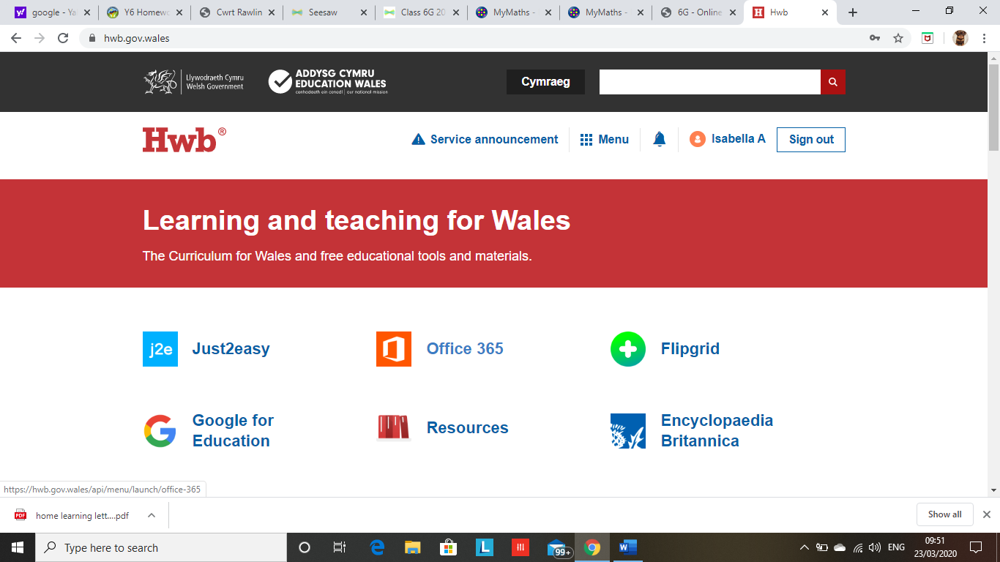 google - Ya
Y6 Homewo
Cwrt Rawlin
Seesaw
Class 6G 20
MyMaths -
MyMaths -
6G - Online
Hwb
hwb.gov.wales
Llywodraeth Cymru
Welsh Government
ADDYSG CYMRU
EDUCATION WALES
cenhadaeth ein cenedl | our national mission
Cymraeg
Hwb®
Service announcement
Menu
Isabella A
Sign out
Learning and teaching for Wales
The Curriculum for Wales and free educational tools and materials.
j2e
Just2easy
Office 365
Flipgrid
Google for
Education
Resources
Encyclopaedia
Britannica
https://hwb.gov.wales/api/menu/launch/office-365
PDF
home learning lett....pdf
Show all
Type here to search
L
99+
W
ENG
09:51
23/03/2020